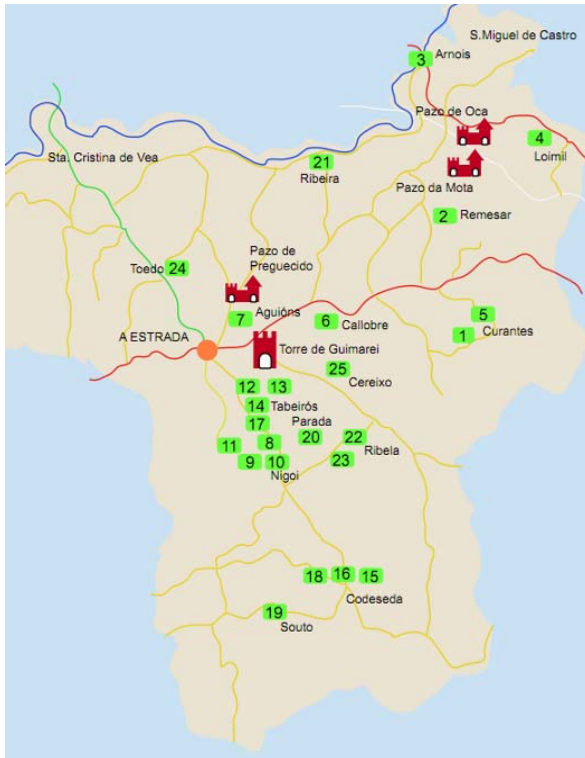 S.Miguel de Castro
3
Arnois
Pazo de Oca
4
Loimil
Sta. Cristina de Vea
21
Ribeira
Pazo da Mota
2
Remesar
Pazo de
Preguecido
Toedo
24
7
Aguións
6
Callobre
5
1
Curantes
A ESTRADA
Torre de Guimarei
25
Cereixo
12
13
14
Tabeirós
17
Parada
11
8
20
22
Ribela
9
10
23
Nigoi
18
16
15
Codeseda
19
Souto